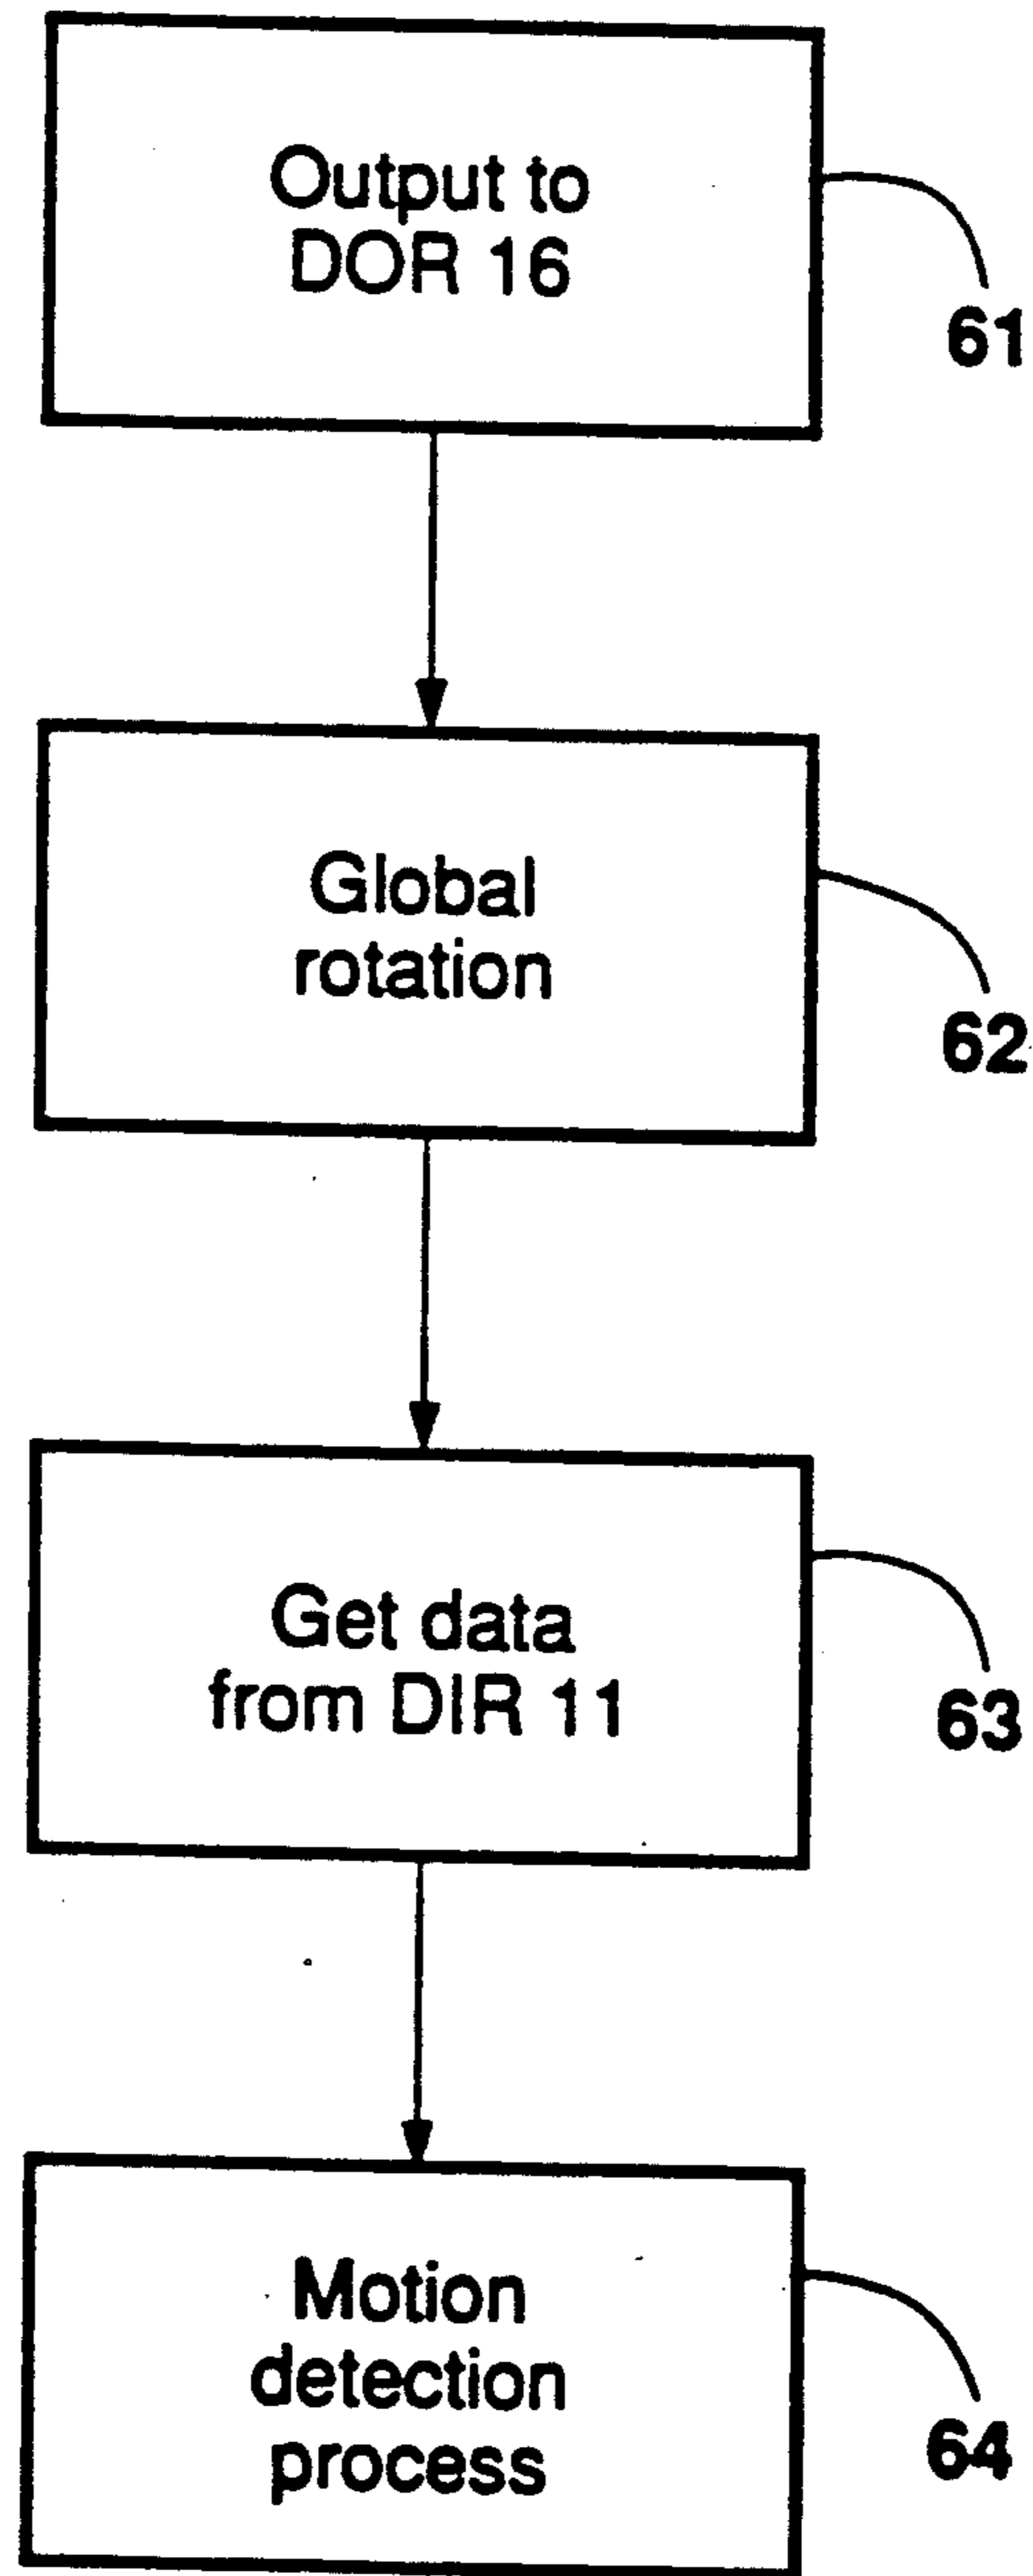 Output to
DOR 16
61
Global
rotation
62
Get data
from DIR 11
63
Motion
detection
process
64